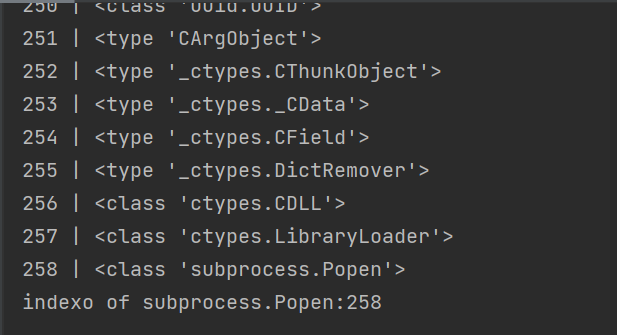 250 | <class 'uuid.UUID'>
251 | <type 'CArgObject'>
252 | <type '_ctypes.CThunkObject'>
253 | <type '_ctypes._CData'>
254 | <type '_ctypes.CField'>
255 | <type '_ctypes.DictRemover'>
256 | <class 'ctypes.CDLL'>
257 | <class 'ctypes.LibraryLoader'>
258 | <class 'subprocess.Popen'>
indexo of subprocess.Popen:258